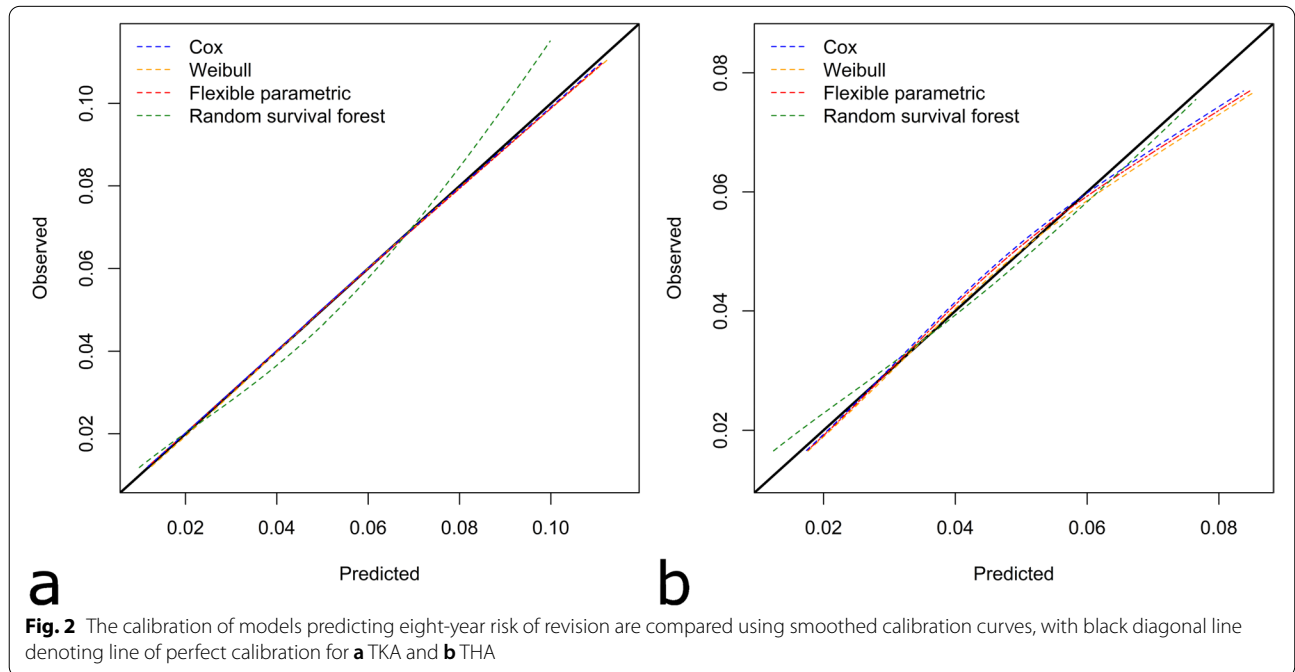 Cox
Weibull
Flexible parametric
Random survival forest
0.10
0.08
0.06
0.04
0.02
Observed
0.02 0.04 0.06 0.08 0.10
Predicted
a
Cox
Weibull
Flexible parametric
Random survival forest
0.08
0.06
0.04
0.02
Observed
0.02 0.04 0.06 0.08
Predicted
b
Fig. 2 The calibration of models predicting eight-year risk of revision are compared using smoothed calibration curves, with black diagonal line
denoting line of perfect calibration for a TKA and b THA